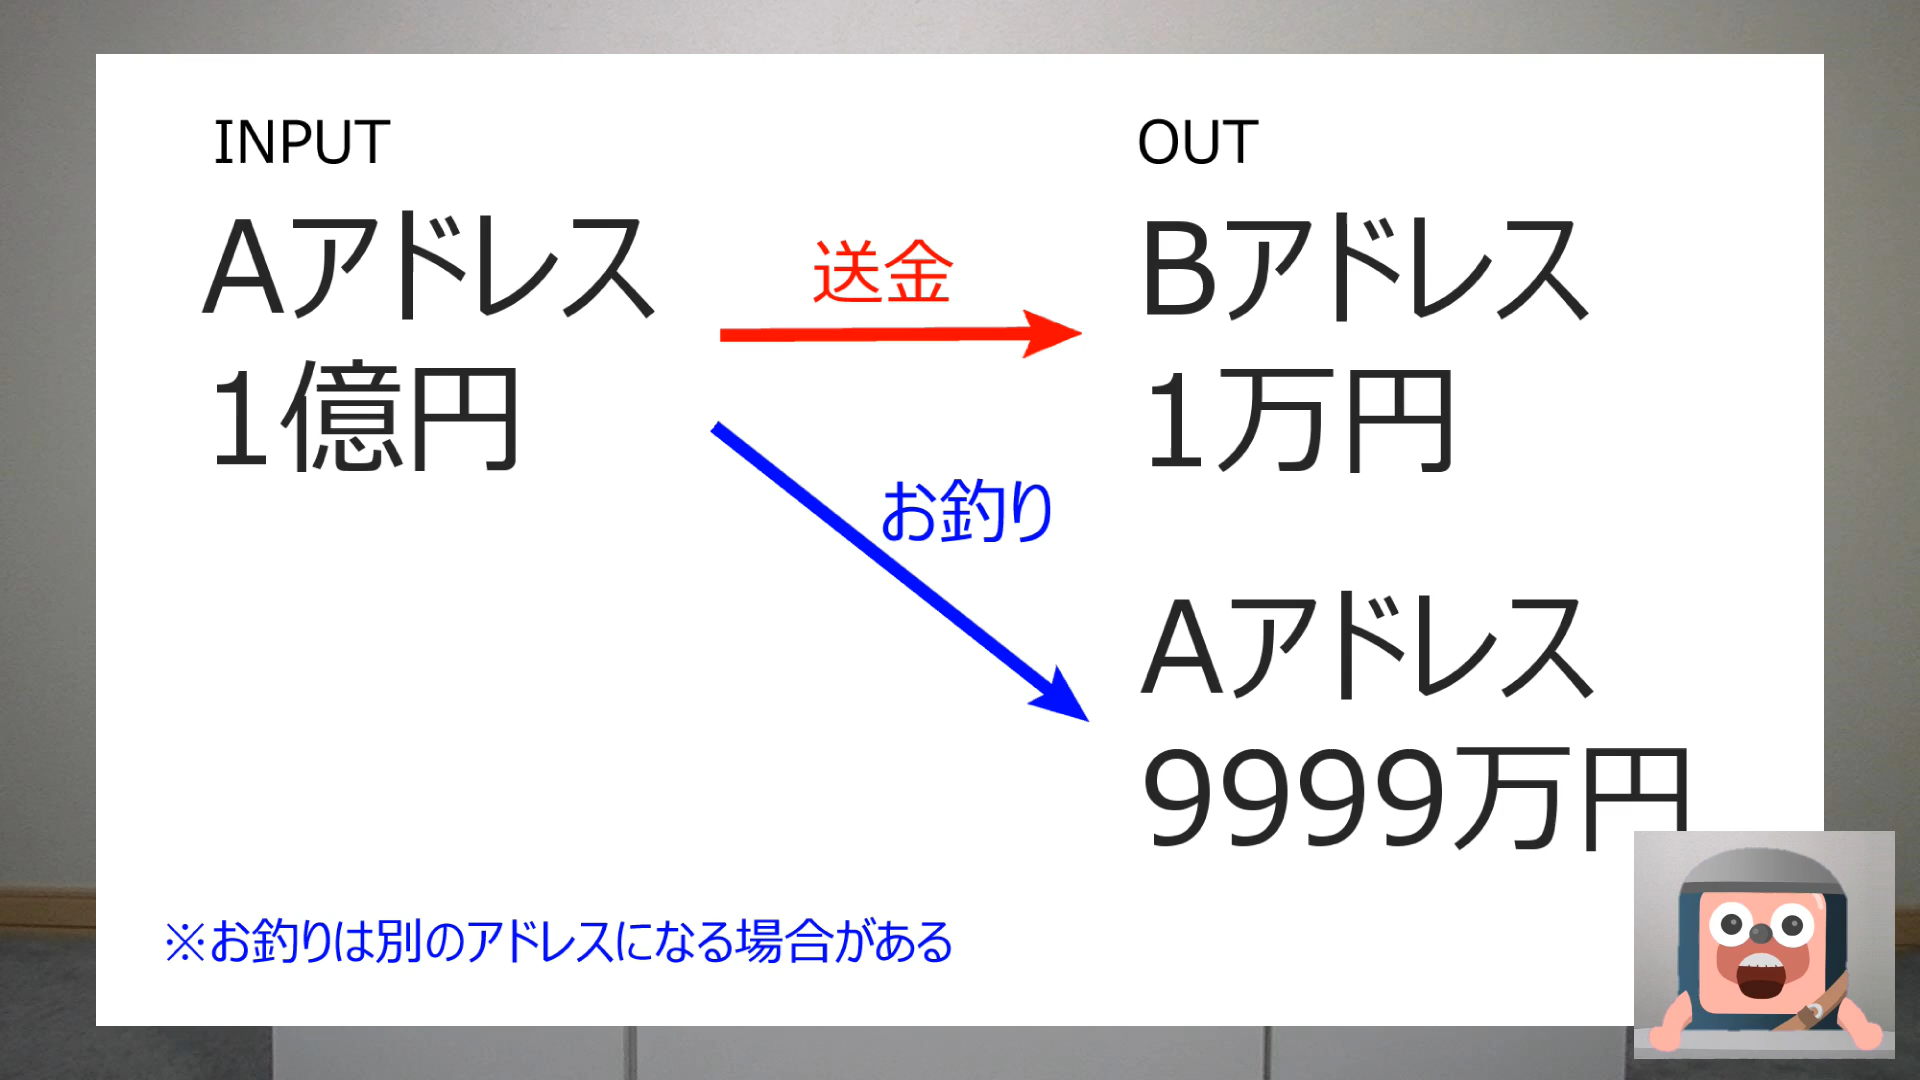 INPUT
Aアドレス
1億円
送金
お釣り
OUT
Bアドレス
1万円
Aアドレス
9999万円
※お釣りは別のアドレスになる場合がある